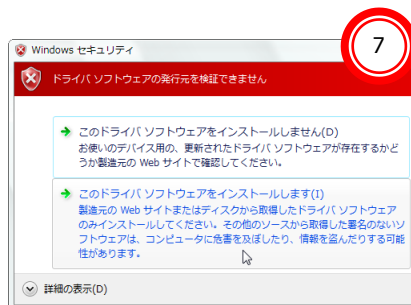 7
Windows セキュリティ
ドライバ ソフトウェアの発行元を検証できません
このドライバ ソフトウェアをインストールしません(D)
お使いのデバイス用の、更新されたドライバ ソフトウェアが存在するかど
うか製造元の Web サイトで確認してください。
このドライバ ソフトウェアをインストールします(I)
製造元の Web サイトまたはディスクから取得したドライバ ソフトウェア
のみインストールしてください。その他のソースから取得した署名のないソ
フトウェアは、コンピュータに危害を及ぼしたり、情報を盗んだりする可能
性があります。
詳細の表示(D)